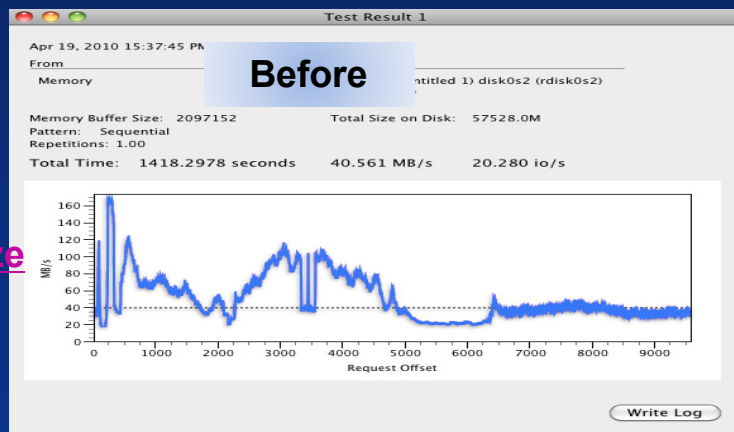 Test Result 1
Apr 19, 2010 15:37:45 PM
From
Before
Memory
1) disk0s2 (rdisk0s2)
Memory Buffer Size: 2097152 Total Size on Disk: 57528.0M
Pattern: Sequential
Repetitions: 1.00
Total Time: 1418.2978 seconds 40.561 MB/s 20.280 io/s
160
140
120
100
80
60
40
20
0
MB/s
0 1000 2000 3000 4000 5000 6000 7000 8000 9000
Request Offset
Write Log